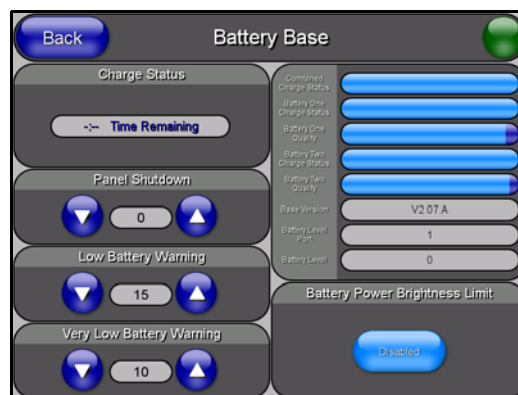 Back
Battery Base
Charge Status
-:-- Time Remaining
Panel Shutdown
0
Low Battery Warning
15
Very Low Battery Warning
10
Combined
Charge Status
Battery One
Charge Status
Battery One
Quality
Battery Two
Charge Status
Battery Two
Quality
Base Version
V2.07.A
Battery Level
Port
1
Battery Level
0
Battery Power Brightness Limit
Disabled